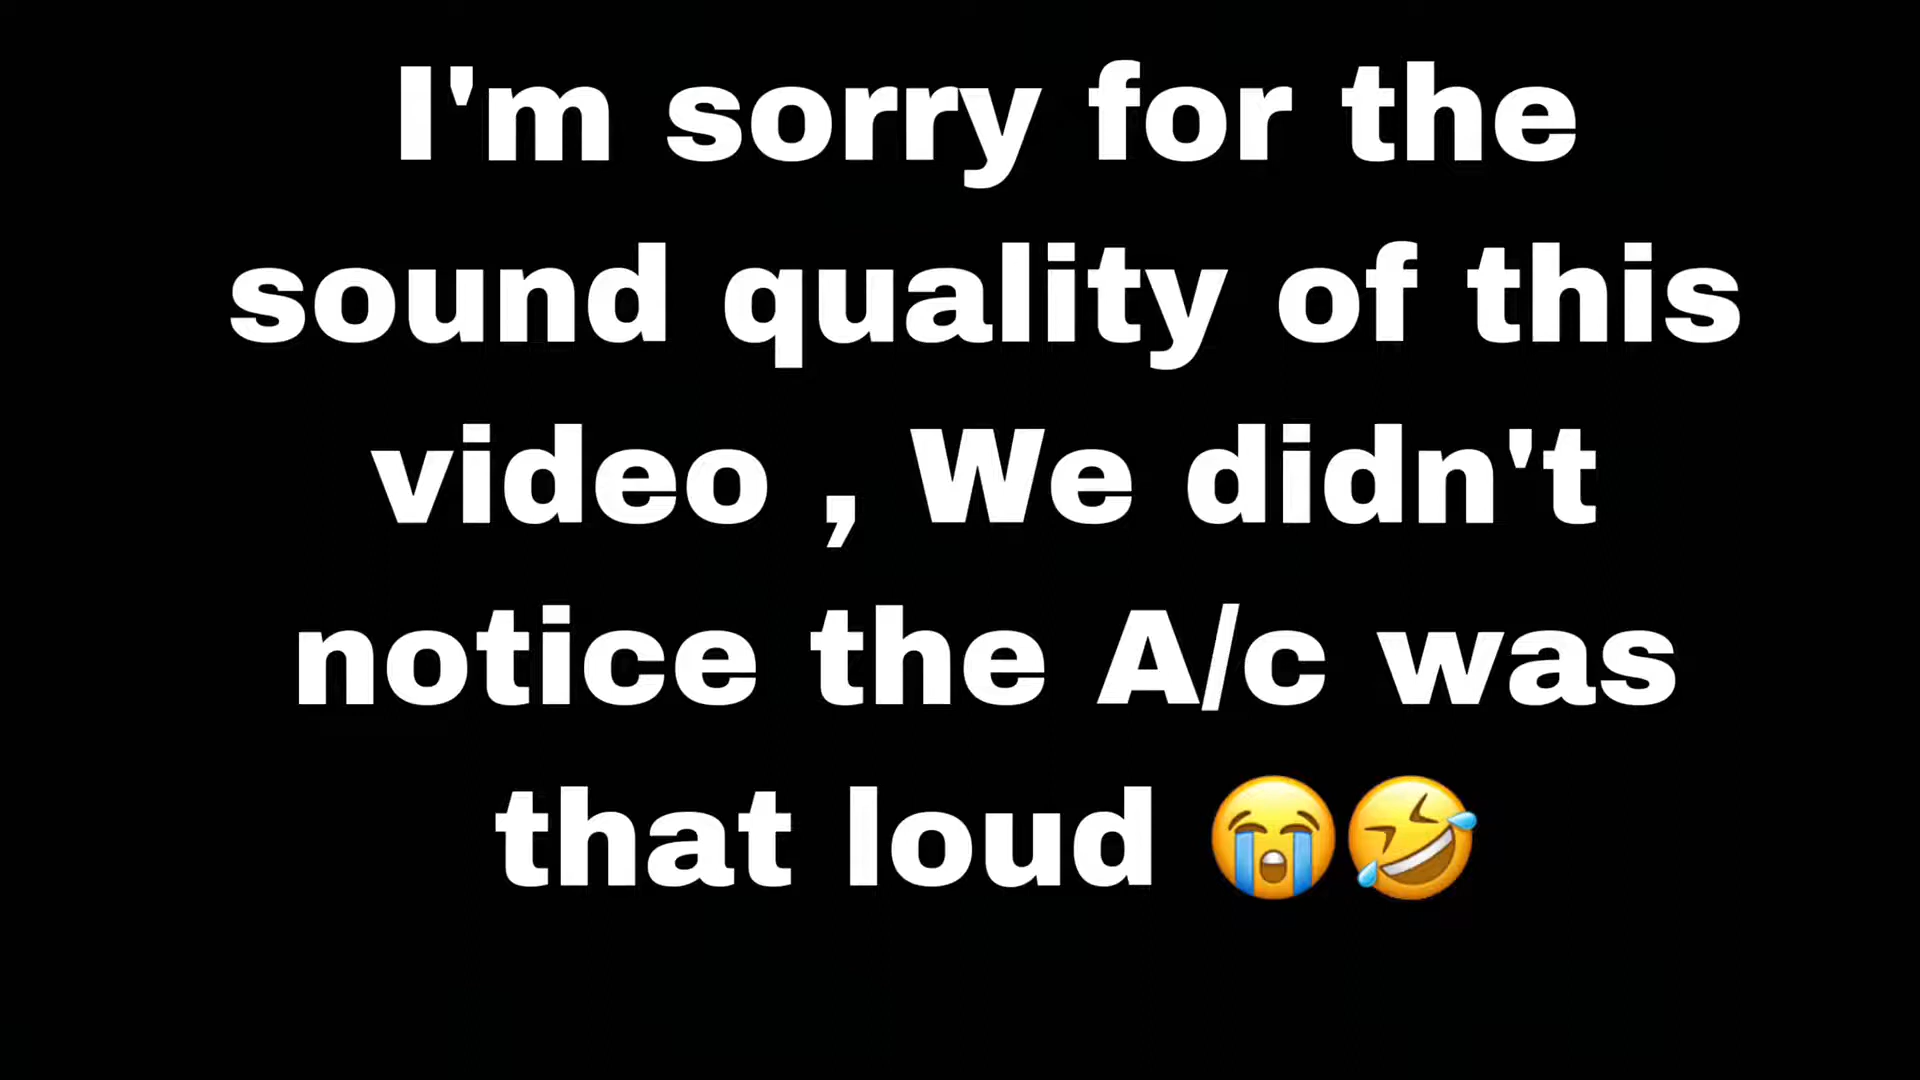 I'm sorry for the
sound quality of this
video , We didn't
notice the A/c was
that loud 😭🤣